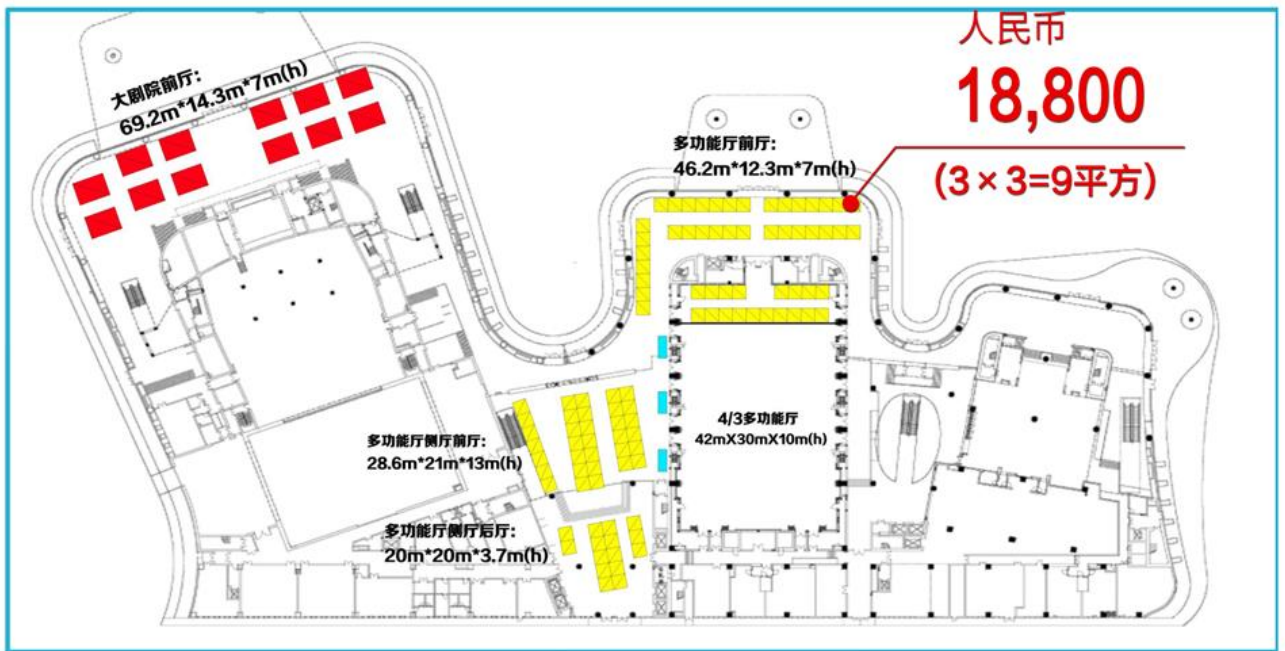 人民币
18,800
(3×3=9平方)
大剧院前厅:
69.2m*14.3m*7m(h)
多功能厅前厅:
46.2m*12.3m*7m(h)
4/3多功能厅
42mX30mX10m(h)
多功能厅侧厅前厅:
28.6m*21m*13m(h)
多功能厅侧厅后厅:
20m*20m*3.7m(h)